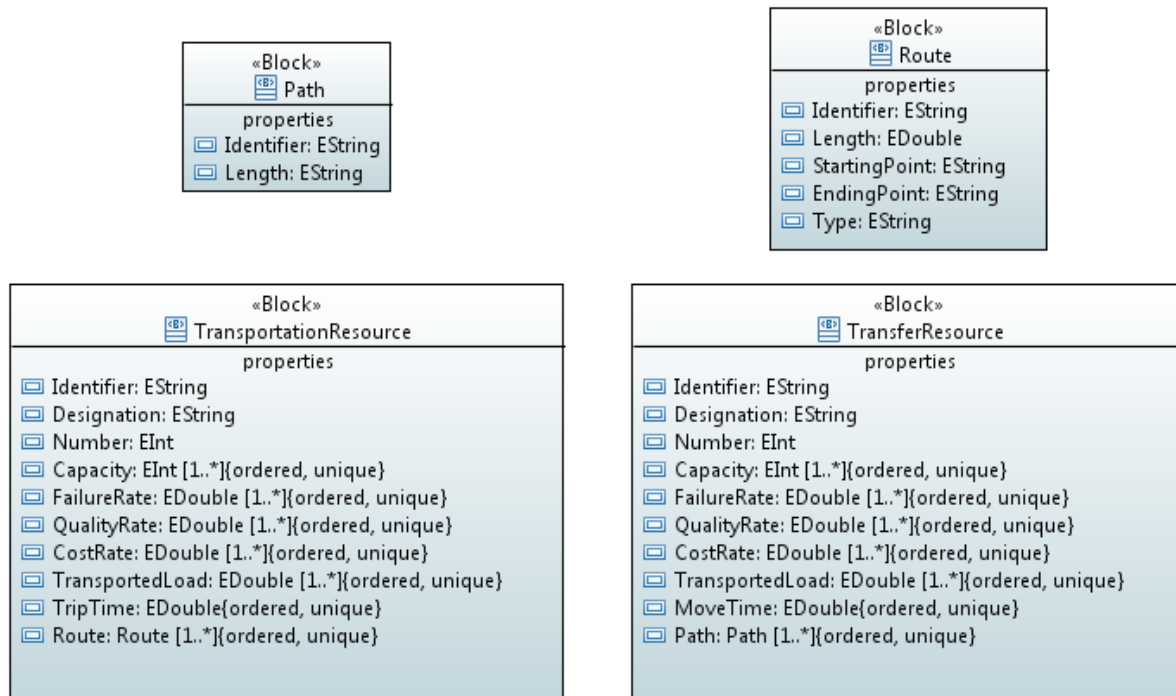 «Block»
Path
properties
Identifier: EString
Length: EString
«Block»
Route
properties
Identifier: EString
Length: EDouble
StartingPoint: EString
EndingPoint: EString
Type: EString
«Block»
TransportationResource
properties
Identifier: EString
Designation: EString
Number: EInt
Capacity: EInt [1..*]{ordered, unique}
FailureRate: EDouble [1..*]{ordered, unique}
QualityRate: EDouble [1..*]{ordered, unique}
CostRate: EDouble [1..*]{ordered, unique}
TransportedLoad: EDouble [1..*]{ordered, unique}
TripTime: EDouble{ordered, unique}
Route: Route [1..*]{ordered, unique}
«Block»
TransferResource
properties
Identifier: EString
Designation: EString
Number: EInt
Capacity: EInt [1..*]{ordered, unique}
FailureRate: EDouble [1..*]{ordered, unique}
QualityRate: EDouble [1..*]{ordered, unique}
CostRate: EDouble [1..*]{ordered, unique}
TransportedLoad: EDouble [1..*]{ordered, unique}
MoveTime: EDouble{ordered, unique}
Path: Path [1..*]{ordered, unique}